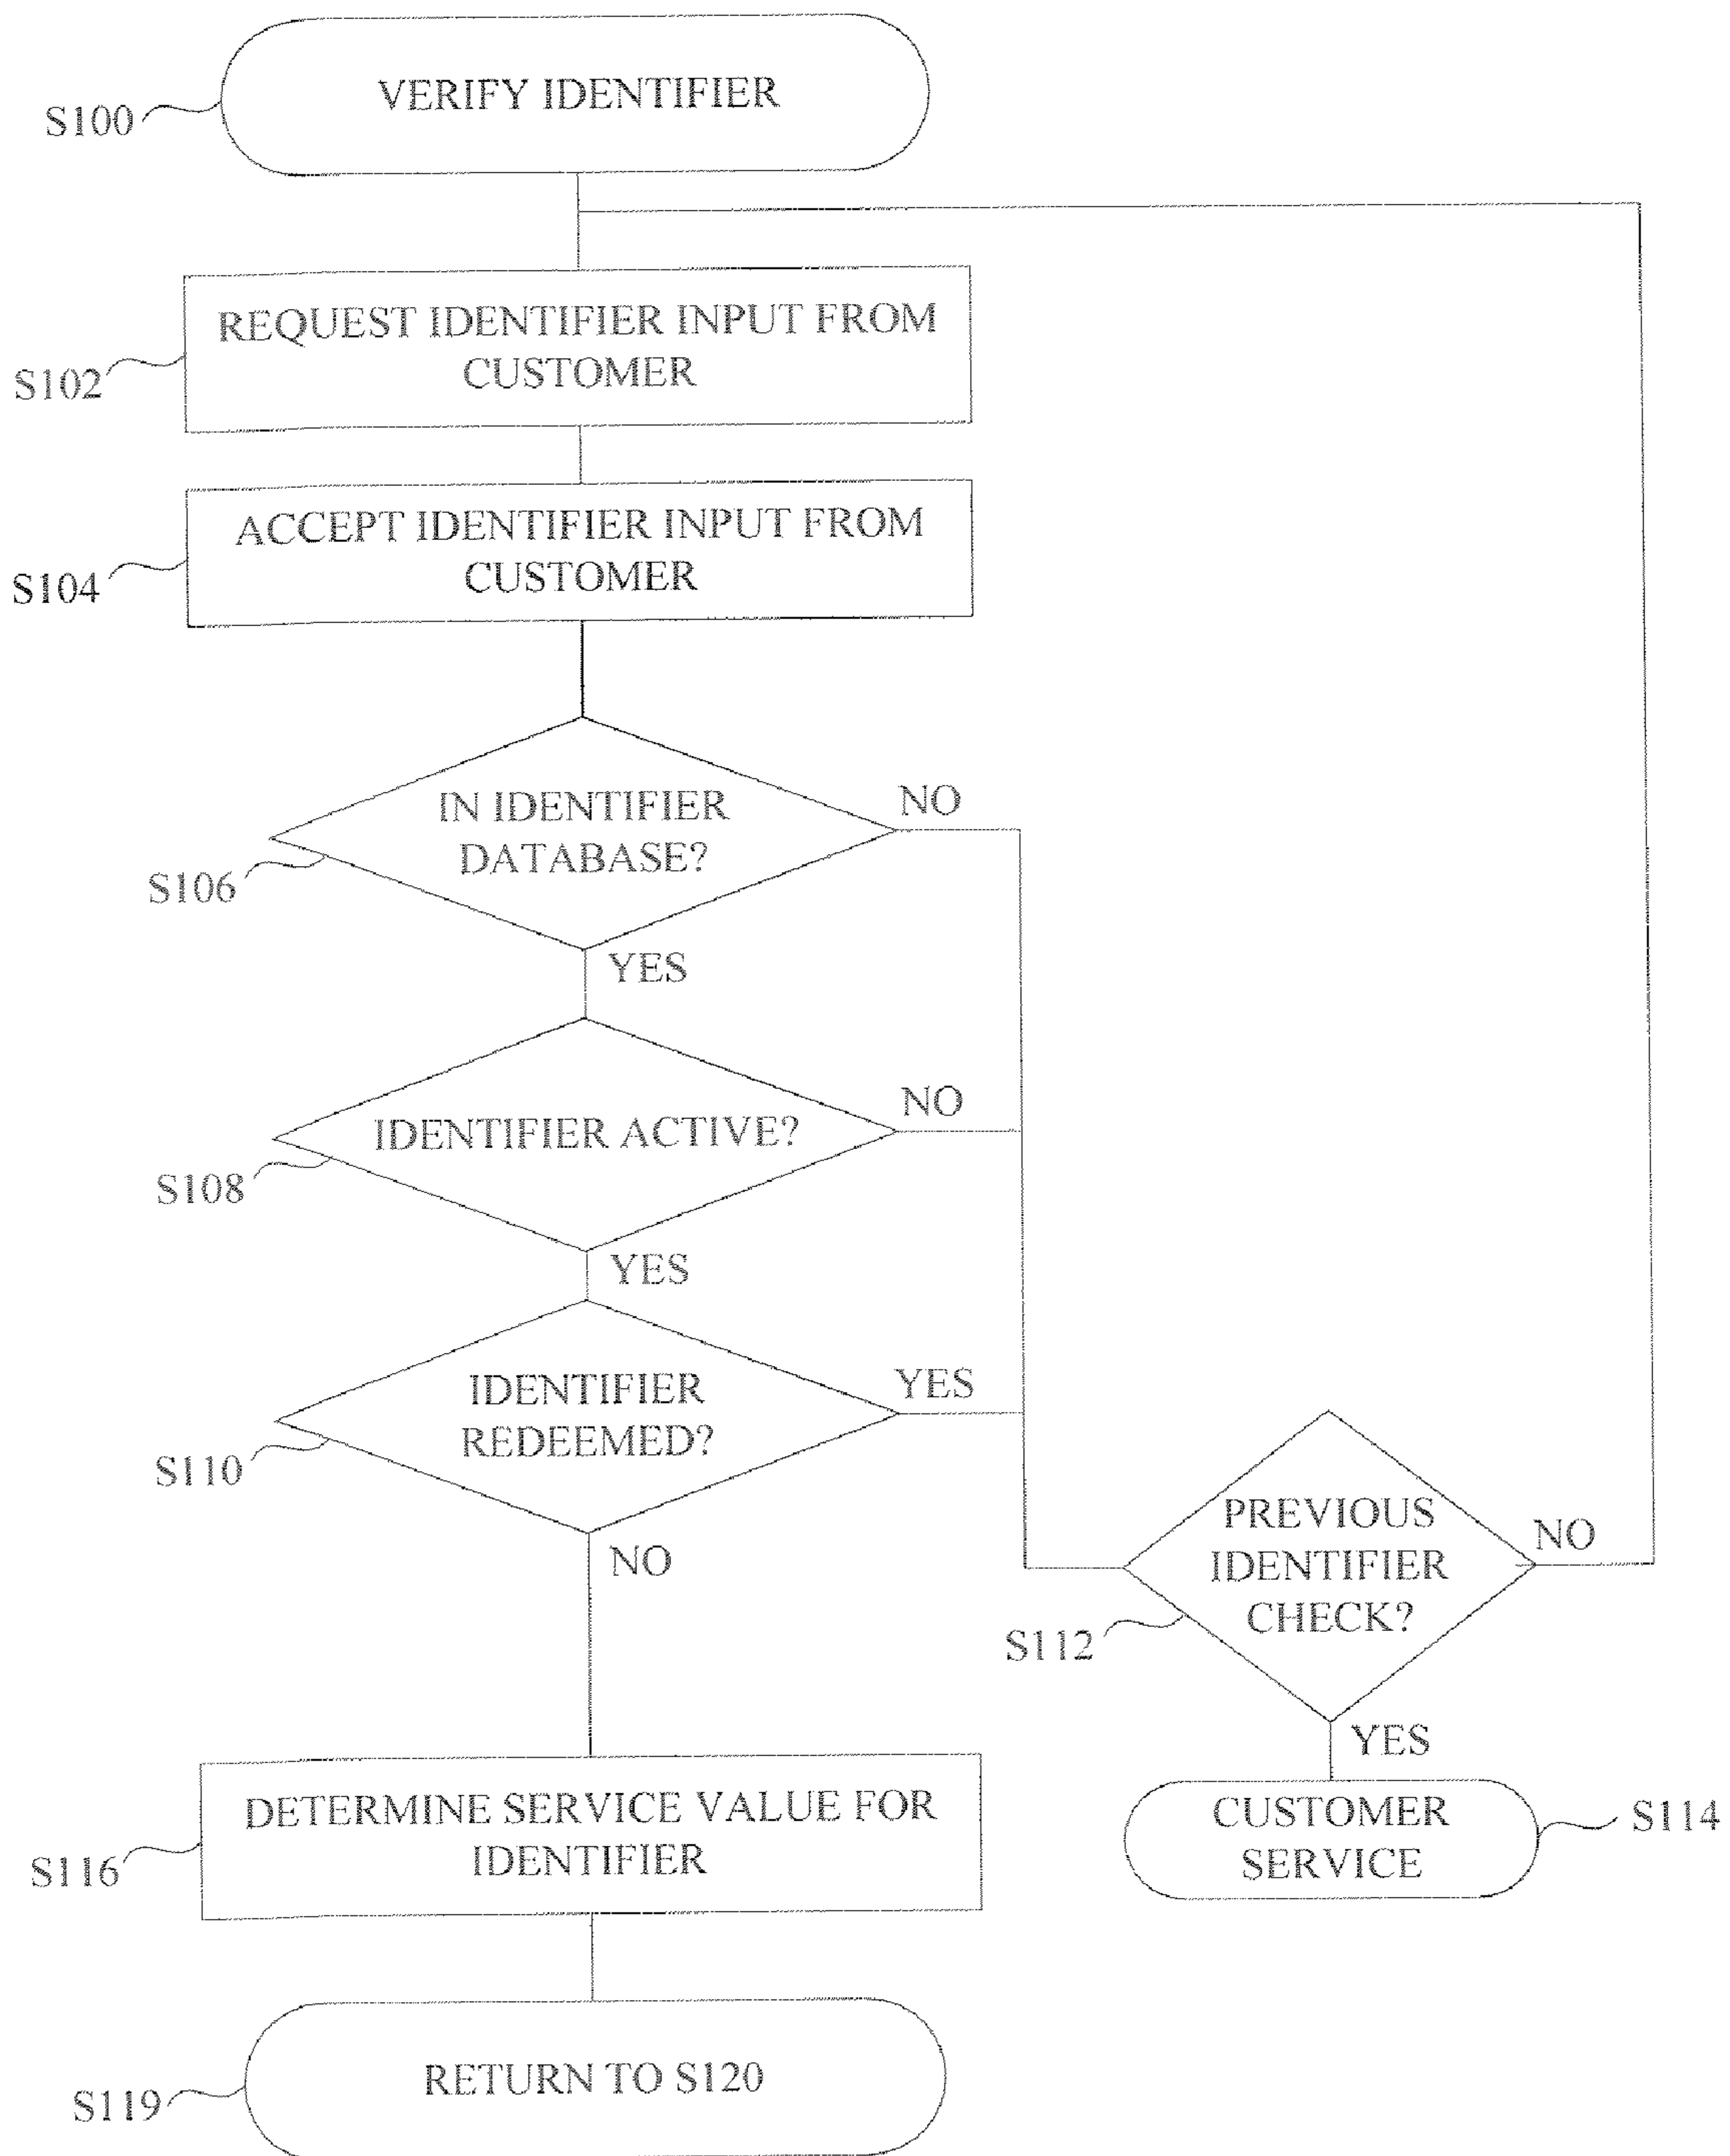 VERIFY IDENTIFIER
S100
REQUEST IDENTIFIER INPUT FROM
CUSTOMER
S102
ACCEPT IDENTIFIER INPUT FROM
CUSTOMER
S104
IN IDENTIFIER
DATABASE?
NO
S106
YES
IDENTIFIER ACTIVE?
NO
S108
YES
IDENTIFIER
REDEEMED?
YES
S110
NO
PREVIOUS
IDENTIFIER
CHECK?
NO
S112
YES
DETERMINE SERVICE VALUE FOR
IDENTIFIER
S116
CUSTOMER
SERVICE
S114
RETURN TO S120
S119